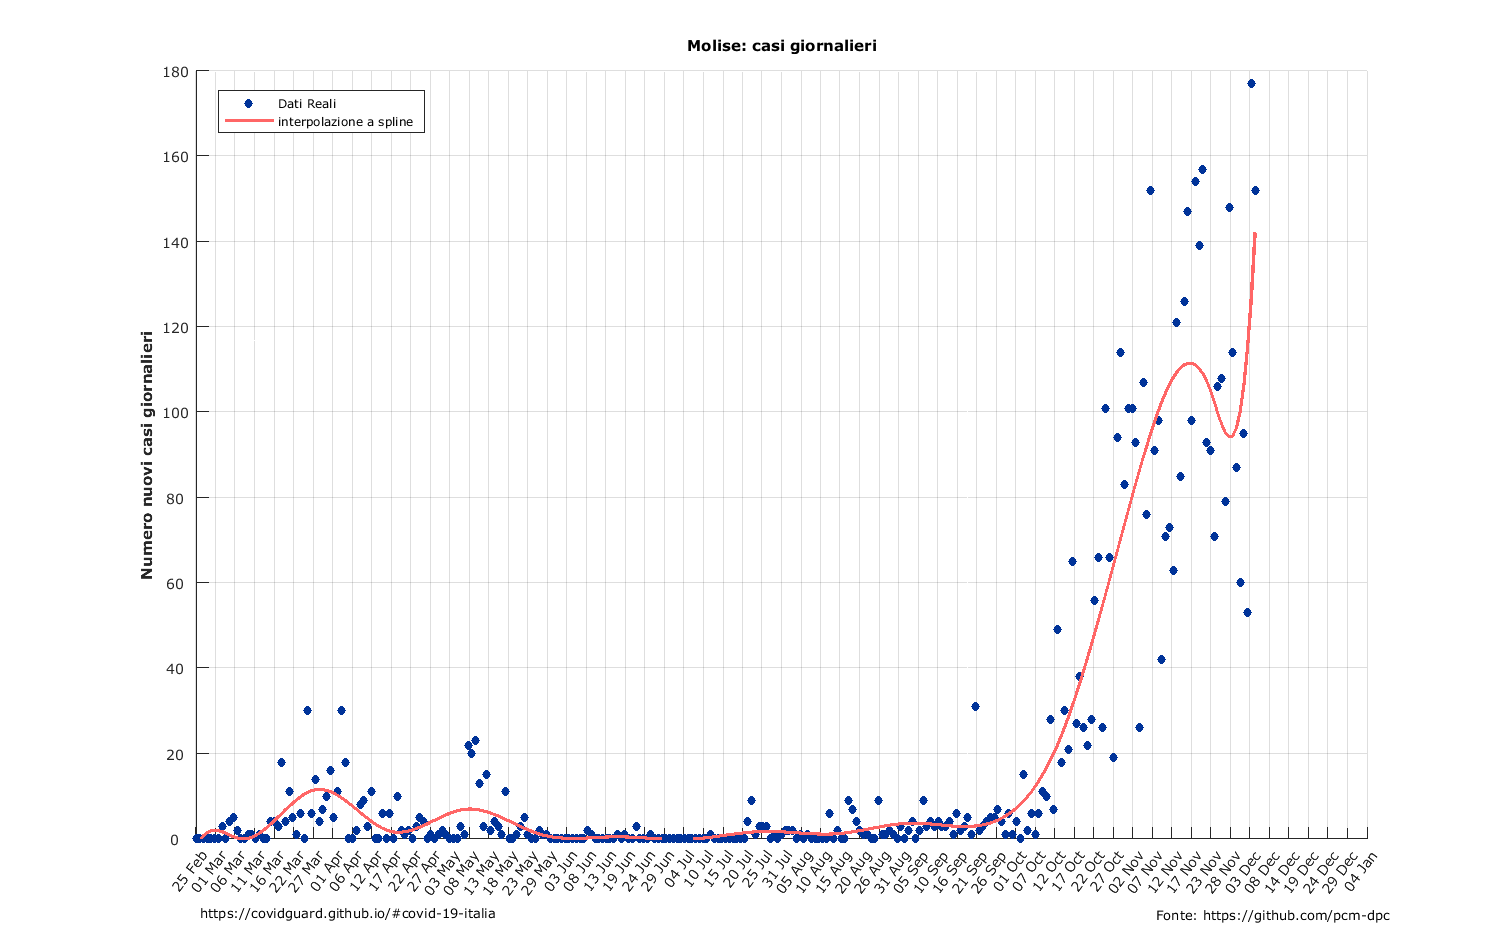 Molise: casi giornalieri
Dati Reali
interpolazione a spline
Numero nuovi casi giornalieri
180
160
140
120
100
80
60
40
20
0
25 Feb
01 Mar
06 Mar
11 Mar
16 Mar
22 Mar
27 Mar
01 Apr
06 Apr
12 Apr
17 Apr
22 Apr
27 Apr
03 May
08 May
13 May
18 May
23 May
29 May
03 Jun
08 Jun
13 Jun
19 Jun
24 Jun
29 Jun
04 Jul
10 Jul
15 Jul
20 Jul
25 Jul
31 Jul
05 Aug
10 Aug
15 Aug
20 Aug
26 Aug
31 Aug
05 Sep
10 Sep
16 Sep
21 Sep
26 Sep
01 Oct
07 Oct
12 Oct
17 Oct
22 Oct
27 Oct
02 Nov
07 Nov
12 Nov
17 Nov
23 Nov
28 Nov
03 Dec
08 Dec
14 Dec
19 Dec
24 Dec
29 Dec
04 Jan
https://covidguard.github.io/#covid-19-italia
Fonte: https://github.com/pcm-dpc